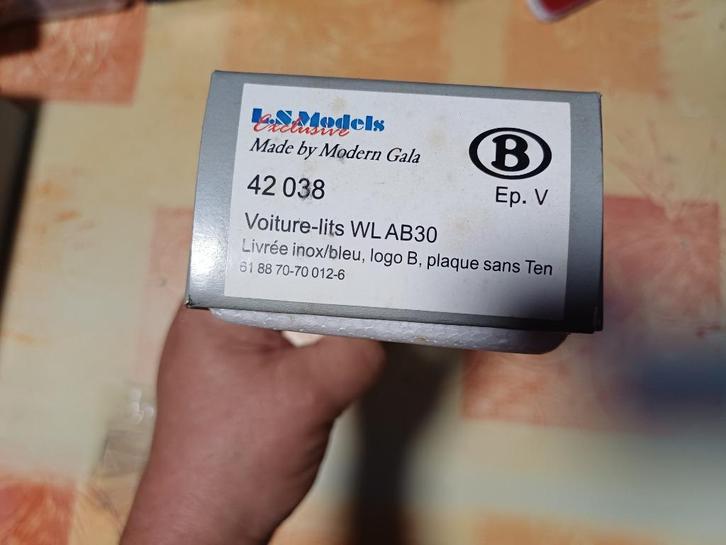 L.S.Models
Exclusive
Made by Modern Gala
B
42 038
Ep. V
Voiture-lits WL AB30
Livrée inox/bleu, logo B, plaque sans Ten
61 88 70-70 012-6